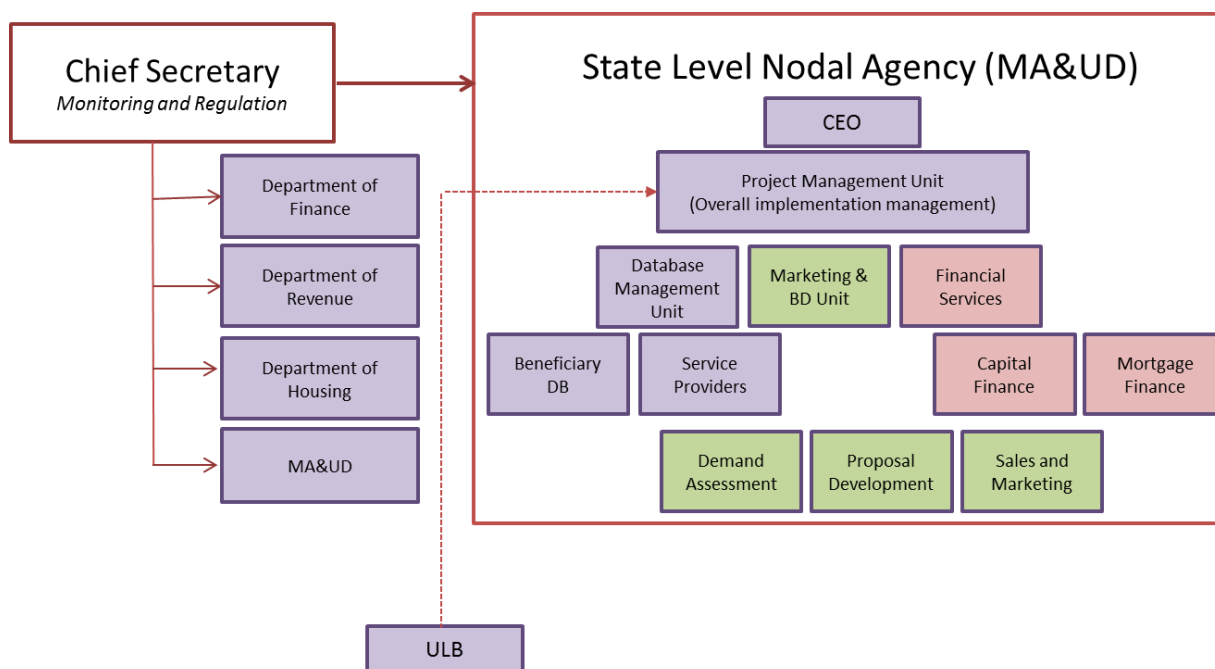 Chief Secretary
Monitoring and Regulation
State Level Nodal Agency (MA&UD)
CEO
Project Management Unit
(Overall implementation management)
Department of
Finance
Department of
Revenue
Department of
Housing
MA&UD
Database
Management
Unit
Marketing &
BD Unit
Financial
Services
Beneficiary
DB
Service
Providers
Capital
Finance
Mortgage
Finance
Demand
Assessment
Proposal
Development
Sales and
Marketing
ULB